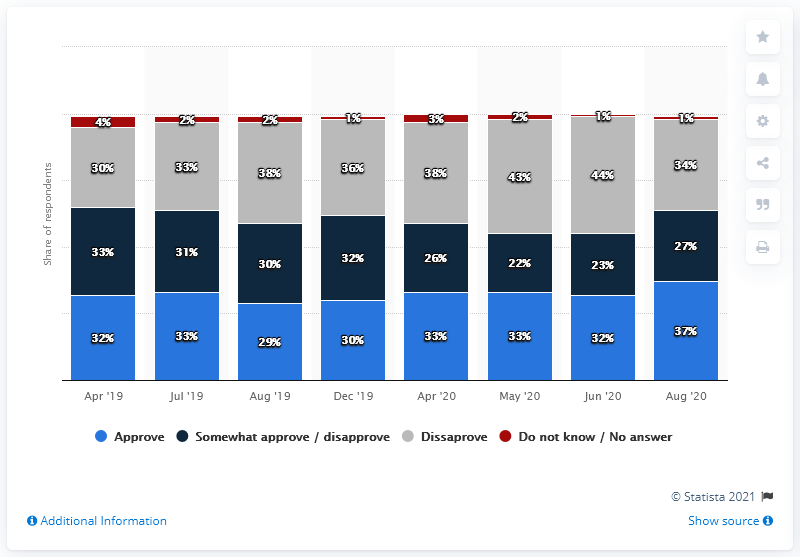 Share of respondents
4% 2% 2% 1% 3% 2% 1% 1%
30% 33% 38% 36% 38% 43% 44% 34%
33% 31% 30% 32% 26% 22% 23% 27%
32% 33% 29% 30% 33% 33% 32% 37%
Apr '19 Jul '19 Aug '19 Dec '19 Apr '20 May '20 Jun '20 Aug '20
Approve Somewhat approve / disapprove Dissaprove Do not know / No answer
© Statista 2021
Additional Information Show source